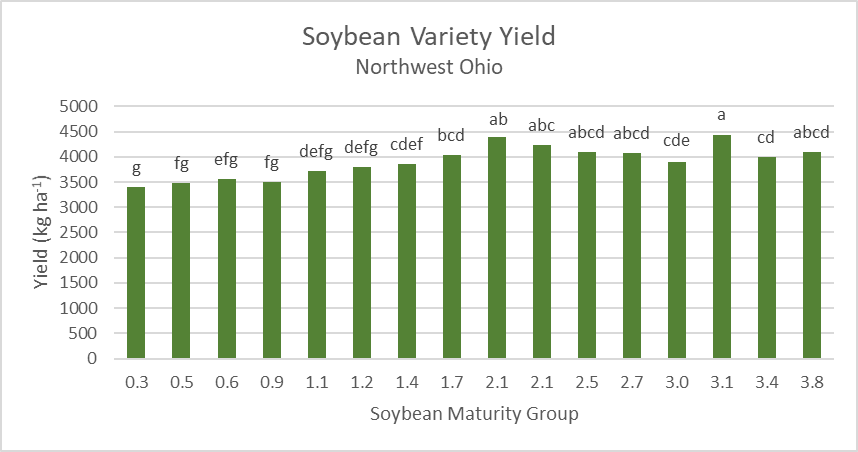 Soybean Variety Yield
Northwest Ohio
Yield (kg ha⁻¹)
5000
4500
4000
3500
3000
2500
2000
1500
1000
500
0
g fg efg fg defg defg cdef bcd ab abc abcd abcd cde a cd abcd
0.3 0.5 0.6 0.9 1.1 1.2 1.4 1.7 2.1 2.1 2.5 2.7 3.0 3.1 3.4 3.8
Soybean Maturity Group